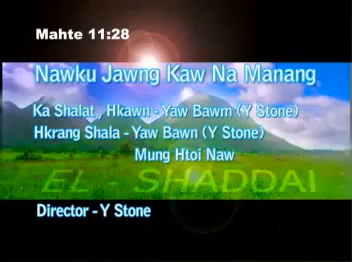 Mahte 11:28
Nawku Jawng Kaw Na Manang
Ka Shalat , Hkawn - Yaw Bawm (Y Stone)
Hkrang Shala - Yaw Bawn (Y Stone)
Mung Htoi Naw
EL - SHADDAI
Director - Y Stone